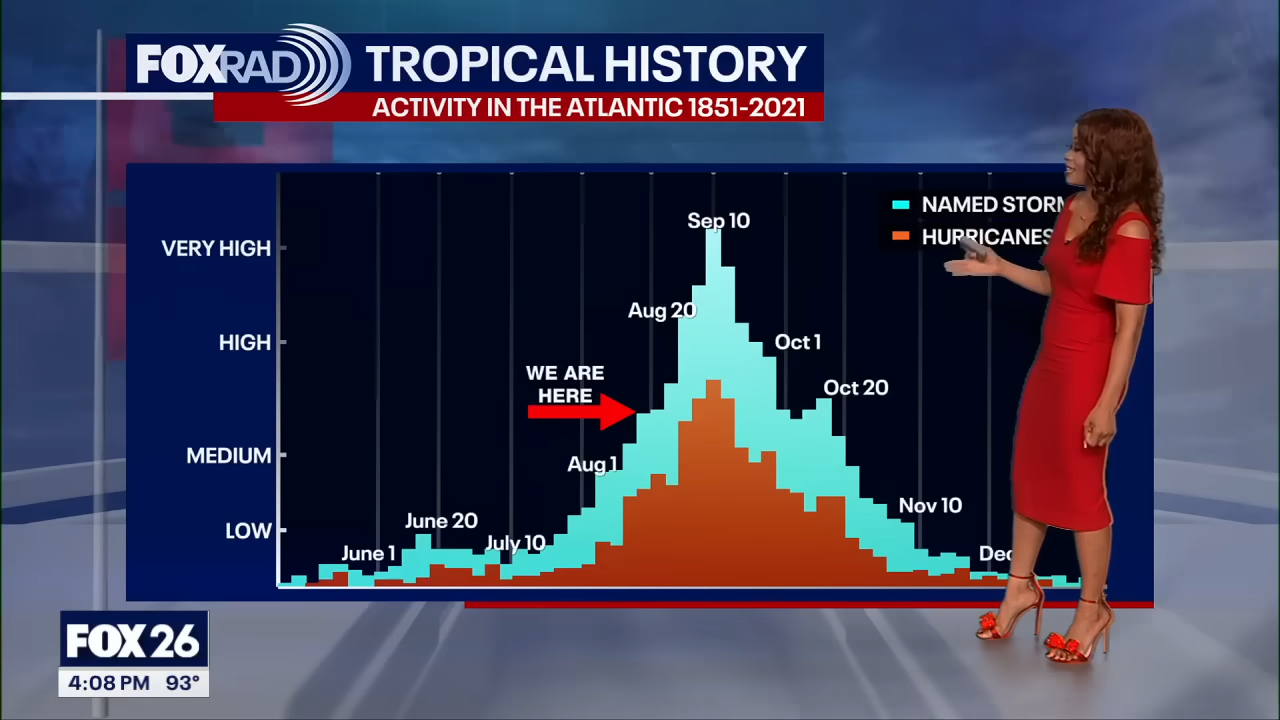 FOXRAD TROPICAL HISTORY
ACTIVITY IN THE ATLANTIC 1851-2021
NAMED STORM
HURRICANES
VERY HIGH
HIGH
MEDIUM
LOW
Sep 10
Aug 20
Oct 1
WE ARE
HERE
Oct 20
Aug 1
Nov 10
June 20
July 10
June 1
Dec
FOX 26
4:08 PM 93°